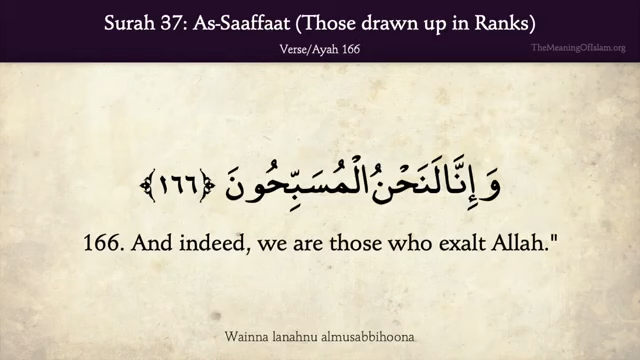 Surah 37: As-Saaffaat (Those drawn up in Ranks)
Verse/Ayah 166
TheMeaningOfIslam.org
وَإِنَّا لَنَحْنُ الْمُسَبِّحُونَ ﴿١٦٦﴾
166. And indeed, we are those who exalt Allah."
Wainna lanahnu almusabbihoona